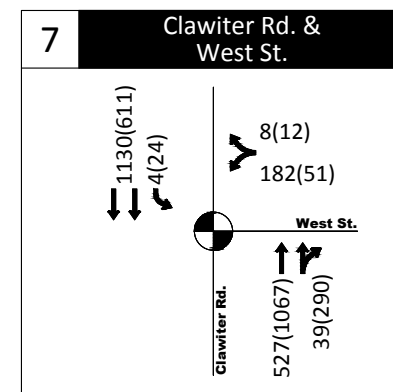 7
Clawiter Rd. &
West St.
1130(611)
4(24)
8(12)
182(51)
West St.
Clawiter Rd.
527(1067)
39(290)